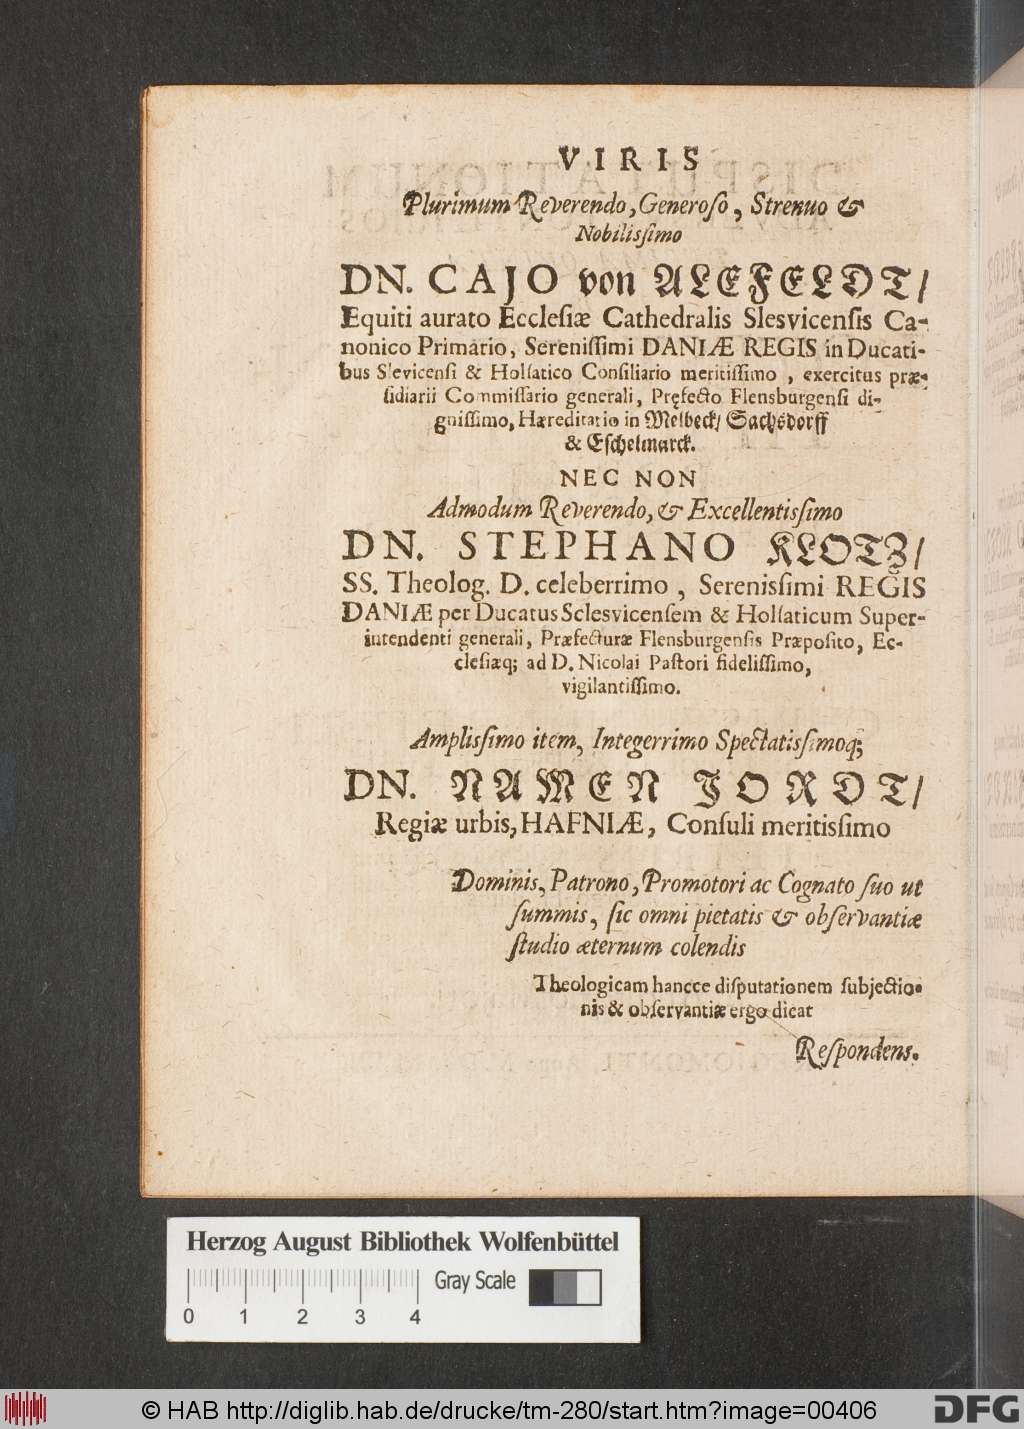 VIRIS
Plurimum Reverendo, Generoſo, Strenuo &
Nobiliſsimo
DN. CAJO von ALEFELDT/
Equiti aurato Eccleſiæ Cathedralis Slesvicenſis Ca-
nonico Primario, Sereniſſimi DANIÆ REGIS in Ducati-
bus Slevicenſi & Holſatico Conſiliario meritiſſimo, exercitus præ-
ſidiarii Commiſſario generali, Pręfecto Flensburgenſi di-
gniſſimo, Hæreditario in Melbeck/ Sachsdorff
& Eſchelmarck.
NEC NON
Admodum Reverendo, & Excellentiſsimo
DN. STEPHANO KLOTZ/
SS. Theolog. D. celeberrimo, Sereniſsimi REGIS
DANIÆ per Ducatus Sclesvicenſem & Holſaticum Super-
intendenti generali, Præfecturæ Flensburgenſis Præpoſito, Ec-
cleſiæq; ad D. Nicolai Paſtori fideliſſimo,
vigilantiſſimo.
Ampliſsimo item, Integerrimo Spectatiſsimoq;
DN. NAMEN JORDT/
Regiæ urbis, HAFNIÆ, Conſuli meritiſsimo
Dominis, Patrono, Promotori ac Cognato ſuo ut
ſummis, ſic omni pietatis & obſervantiæ
ſtudio æternum colendis
Theologicam hancce diſputationem ſubjectio-
nis & obſervantiæ ergo dicat
Reſpondens.
Herzog August Bibliothek Wolfenbüttel
Gray Scale
0 1 2 3 4
© HAB http://diglib.hab.de/drucke/tm-280/start.htm?image=00406
DFG